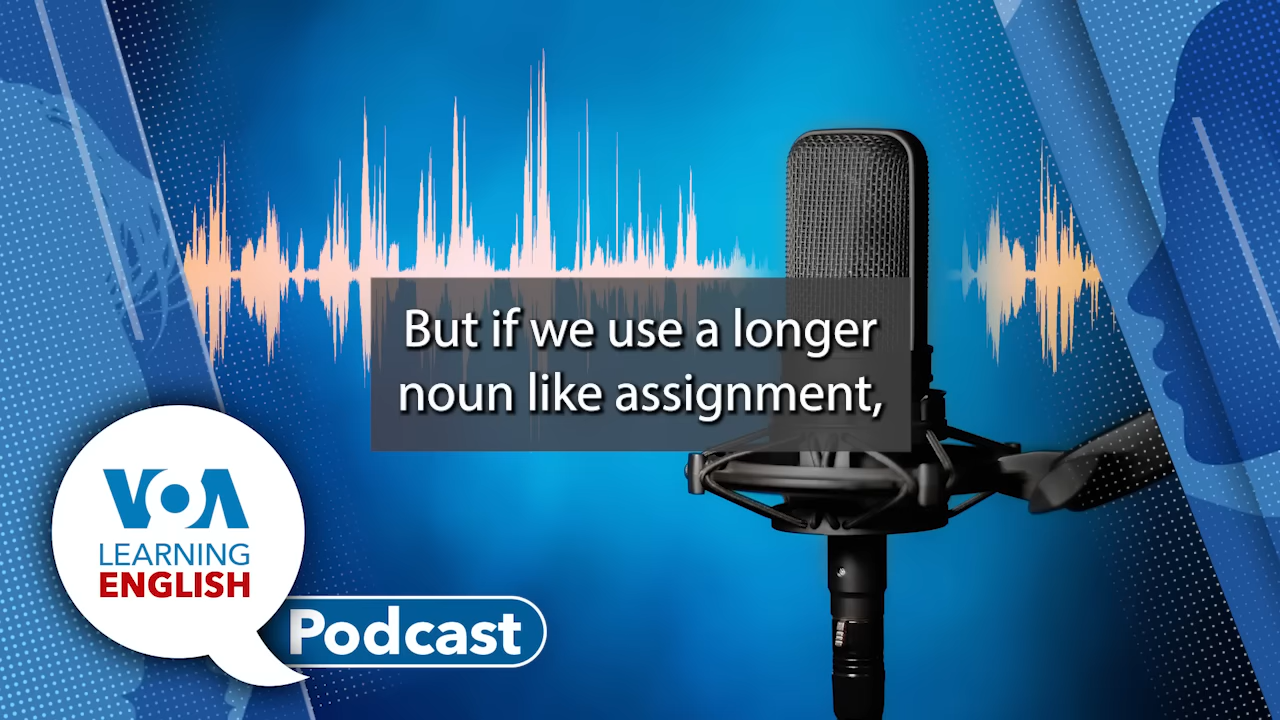 But if we use a longer
noun like assignment,
VOA
LEARNING
ENGLISH
Podcast